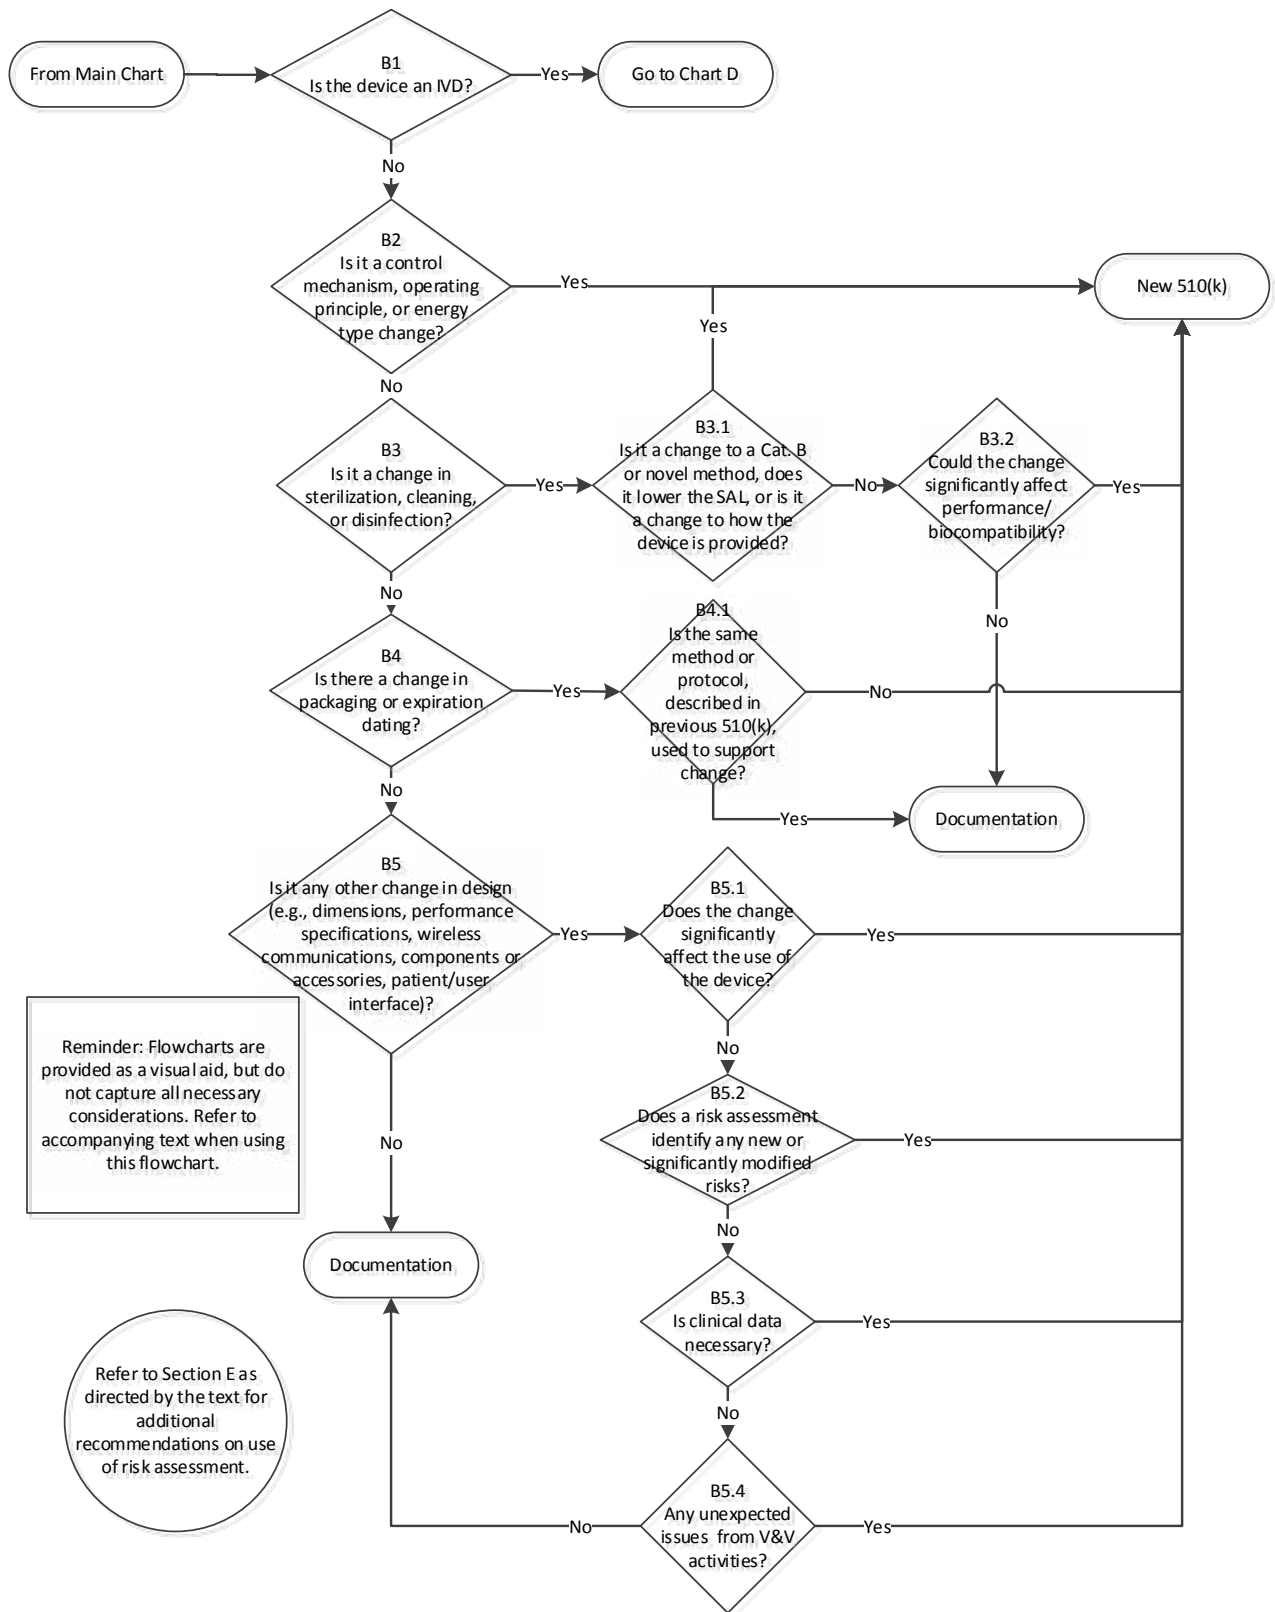 From Main Chart
B1
Is the device an IVD?
Yes
Go to Chart D
No
B2
Is it a control
mechanism, operating
principle, or energy
type change?
Yes
New 510(k)
Yes
No
B3
Is it a change in
sterilization, cleaning,
or disinfection?
Yes
B3.1
Is it a change to a Cat. B
or novel method, does
it lower the SAL, or is it
a change to how the
device is provided?
No
B3.2
Could the change
significantly affect
performance/
biocompatibility?
Yes
No
No
B4
Is there a change in
packaging or expiration
dating?
Yes
B4.1
Is the same
method or
protocol,
described in
previous 510(k),
used to support
change?
No
Yes
Documentation
No
B5
Is it any other change in design
(e.g., dimensions, performance
specifications, wireless
communications, components or
accessories, patient/user
interface)?
Yes
B5.1
Does the change
significantly
affect the use of
the device?
Yes
No
Reminder: Flowcharts are
provided as a visual aid, but do
not capture all necessary
considerations. Refer to
accompanying text when using
this flowchart.
No
B5.2
Does a risk assessment
identify any new or
significantly modified
risks?
Yes
No
Documentation
B5.3
Is clinical data
necessary?
Yes
No
Refer to Section E as
directed by the text for
additional
recommendations on use
of risk assessment.
B5.4
Any unexpected
issues from V&V
activities?
No
Yes